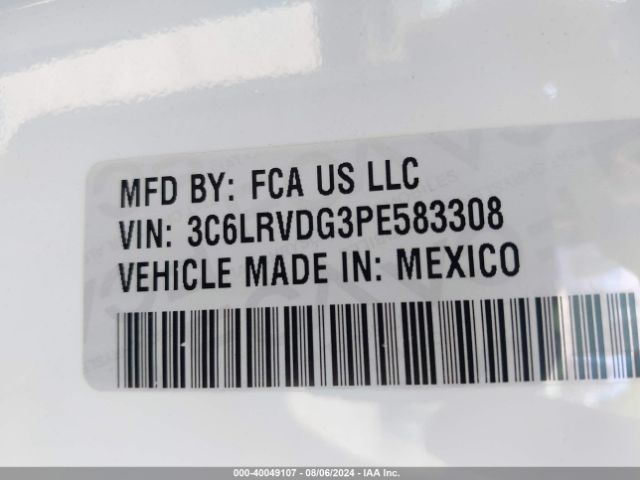 MFD BY: FCA US LLC
VIN: 3C6LRVDG3PE583308
VEHiCLE MADE IN: MEXICO
000-40049107 - 08/06/2024 - IAA Inc.